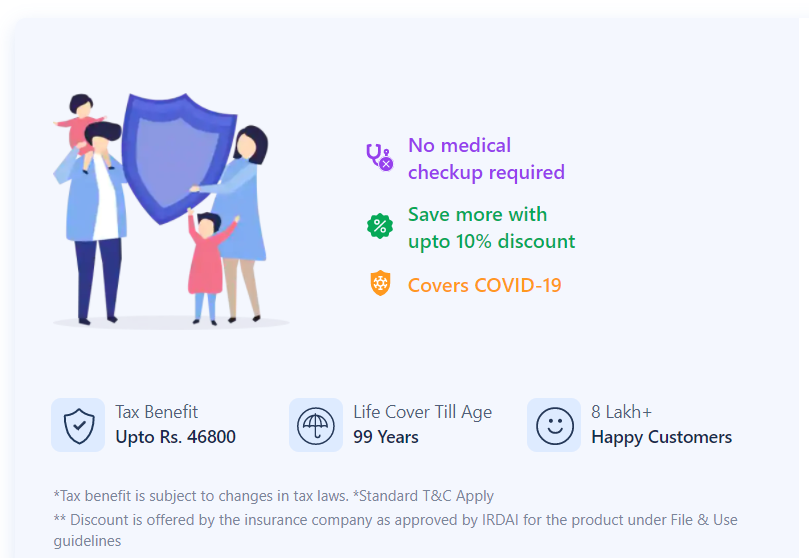 No medical
checkup required
Save more with
upto 10% discount
Covers COVID-19
Tax Benefit
Upto Rs. 46800
Life Cover Till Age
99 Years
8 Lakh+
Happy Customers
*Tax benefit is subject to changes in tax laws. *Standard T&C Apply
** Discount is offered by the insurance company as approved by IRDAI for the product under File & Use
guidelines